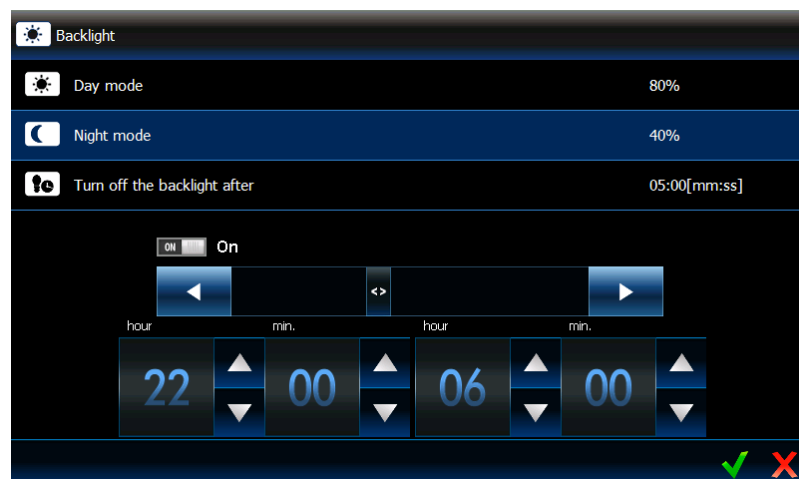 Backlight
Day mode 80%
Night mode 40%
Turn off the backlight after 05:00[mm:ss]
ON On
<>
hour min. hour min.
22 00 06 00